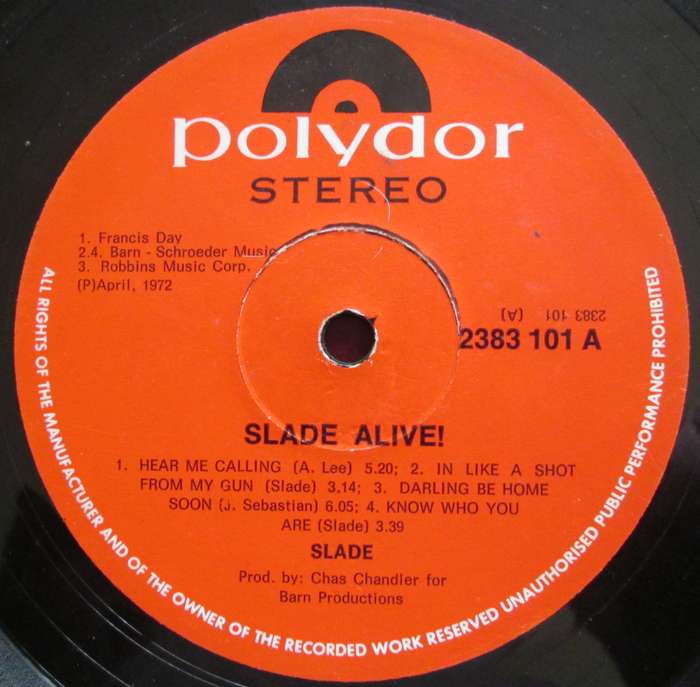 polydor
STEREO
1. Francis Day
2.4. Barn - Schroeder Music
3. Robbins Music Corp.
(P)April, 1972
2383 101 (A)
2383 101 A
SLADE ALIVE!
1. HEAR ME CALLING (A. Lee) 5.20; 2. IN LIKE A SHOT
FROM MY GUN (Slade) 3.14; 3. DARLING BE HOME
SOON (J. Sebastian) 6.05; 4. KNOW WHO YOU
ARE (Slade) 3.39
SLADE
Prod. by: Chas Chandler for
Barn Productions
ALL RIGHTS OF THE MANUFACTURER AND OF THE OWNER OF THE RECORDED WORK RESERVED UNAUTHORISED PUBLIC PERFORMANCE PROHIBITED